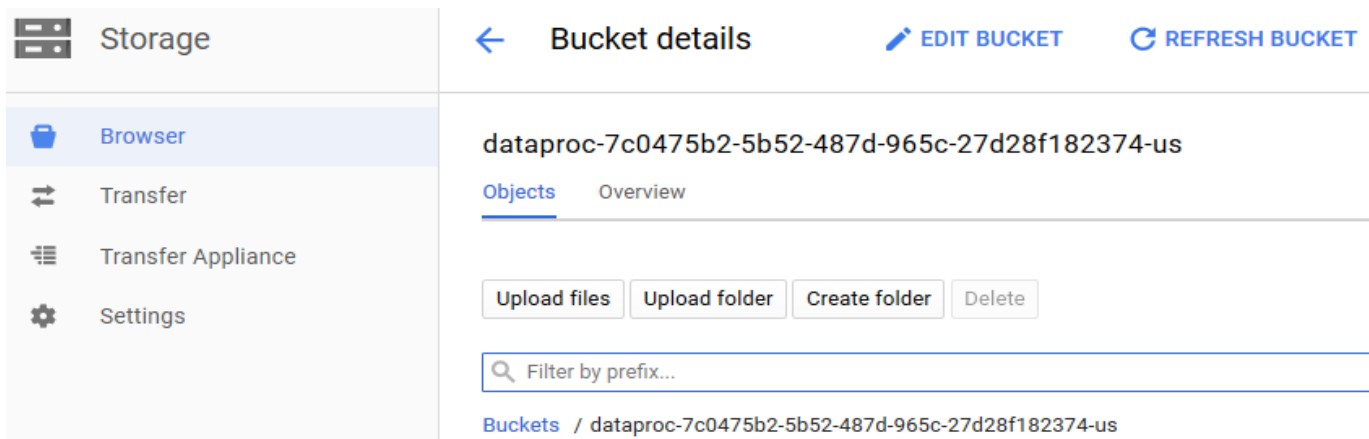 Storage
Bucket details
EDIT BUCKET
REFRESH BUCKET
Browser
Transfer
Transfer Appliance
Settings
dataproc-7c0475b2-5b52-487d-965c-27d28f182374-us
Objects
Overview
Upload files
Upload folder
Create folder
Delete
Filter by prefix...
Buckets / dataproc-7c0475b2-5b52-487d-965c-27d28f182374-us